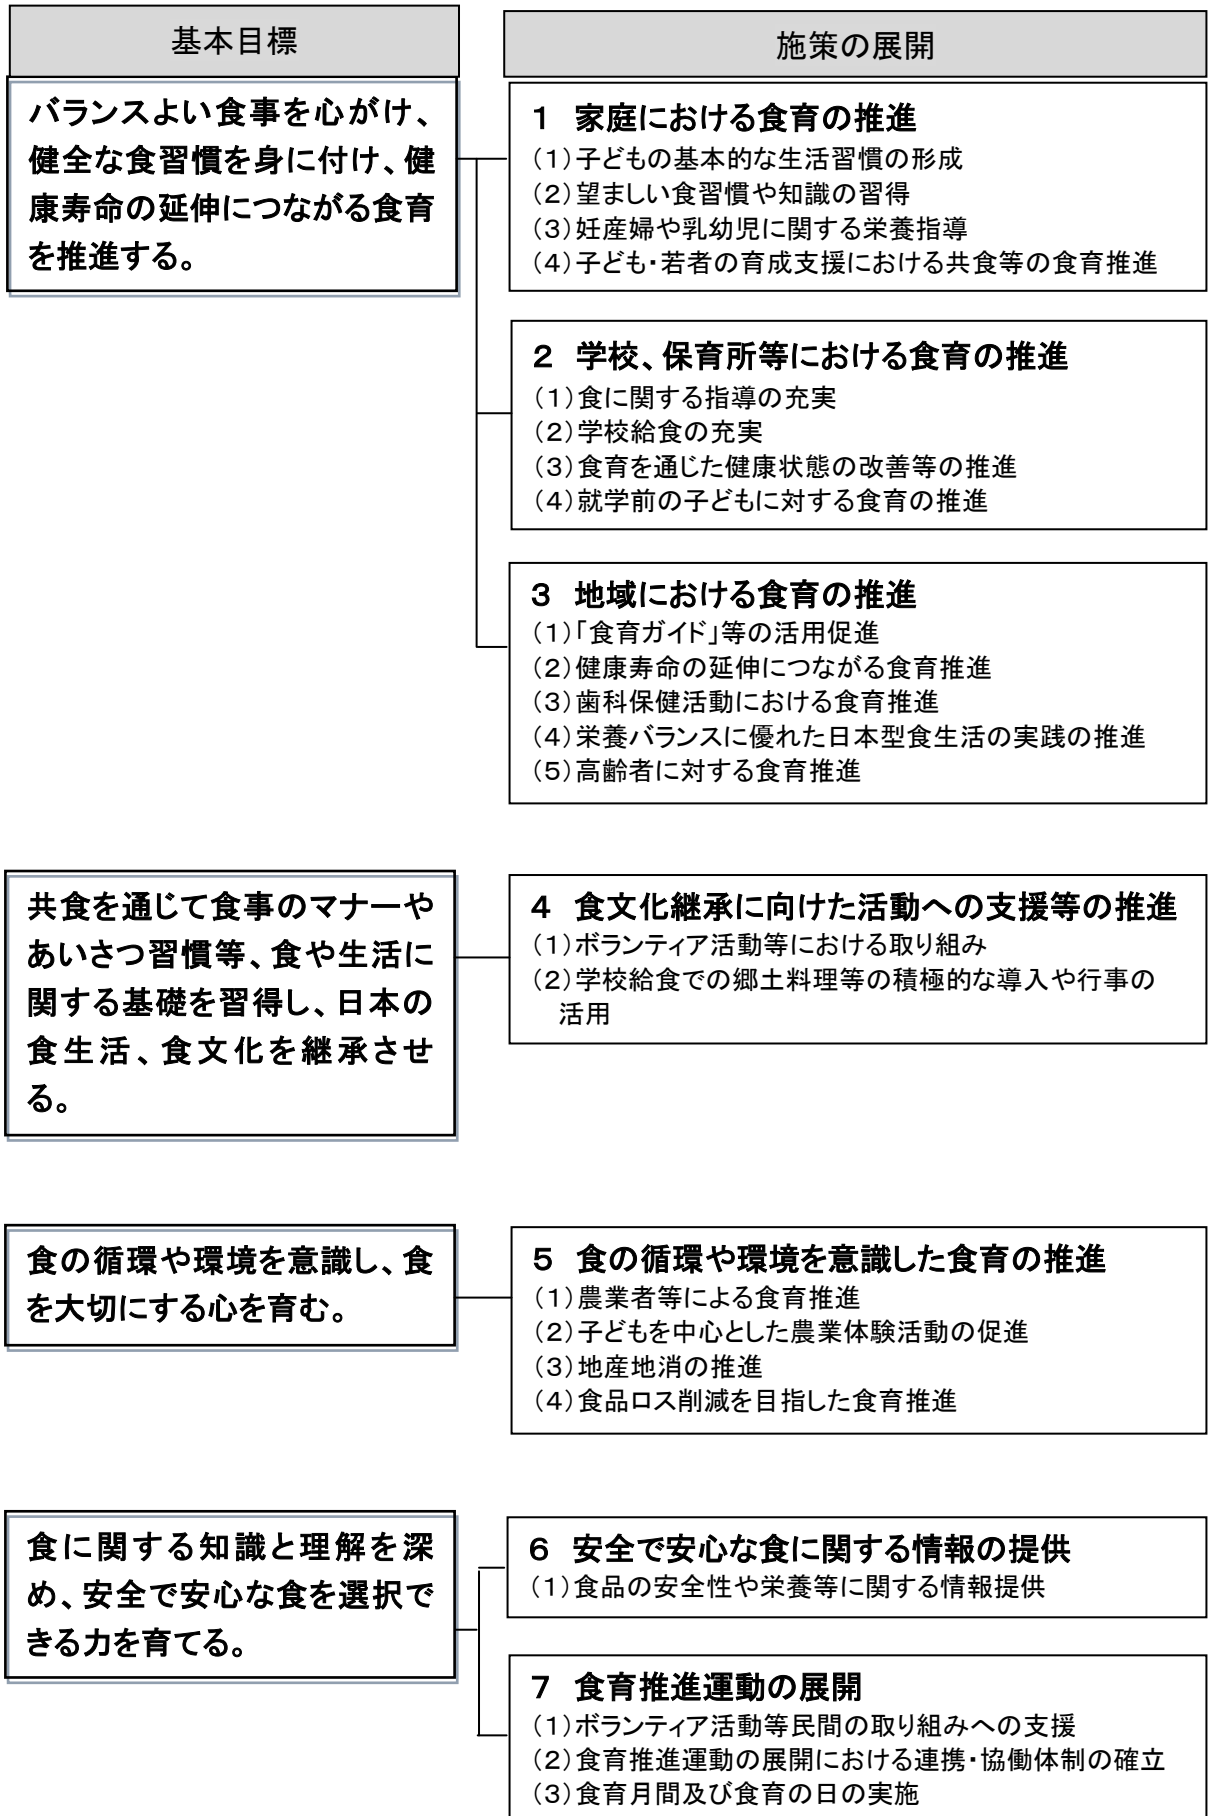 基本目標
施策の展開
バランスよい食事を心がけ、
健全な食習慣を身に付け、健
康寿命の延伸につながる食育
を推進する。
１ 家庭における食育の推進
（１）子どもの基本的な生活習慣の形成
（２）望ましい食習慣や知識の習得
（３）妊産婦や乳幼児に関する栄養指導
（４）子ども・若者の育成支援における共食等の食育推進
２ 学校、保育所等における食育の推進
（１）食に関する指導の充実
（２）学校給食の充実
（３）食育を通じた健康状態の改善等の推進
（４）就学前の子どもに対する食育の推進
３ 地域における食育の推進
（１）「食育ガイド」等の活用促進
（２）健康寿命の延伸につながる食育推進
（３）歯科保健活動における食育推進
（４）栄養バランスに優れた日本型食生活の実践の推進
（５）高齢者に対する食育推進
共食を通じて食事のマナーや
あいさつ習慣等、食や生活に
関する基礎を習得し、日本の
食生活、食文化を継承させ
る。
４ 食文化継承に向けた活動への支援等の推進
（１）ボランティア活動等における取り組み
（２）学校給食での郷土料理等の積極的な導入や行事の
活用
食の循環や環境を意識し、食
を大切にする心を育む。
５ 食の循環や環境を意識した食育の推進
（１）農業者等による食育推進
（２）子どもを中心とした農業体験活動の促進
（３）地産地消の推進
（４）食品ロス削減を目指した食育推進
食に関する知識と理解を深
め、安全で安心な食を選択で
きる力を育てる。
６ 安全で安心な食に関する情報の提供
（１）食品の安全性や栄養等に関する情報提供
７ 食育推進運動の展開
（１）ボランティア活動等民間の取り組みへの支援
（２）食育推進運動の展開における連携・協働体制の確立
（３）食育月間及び食育の日の実施